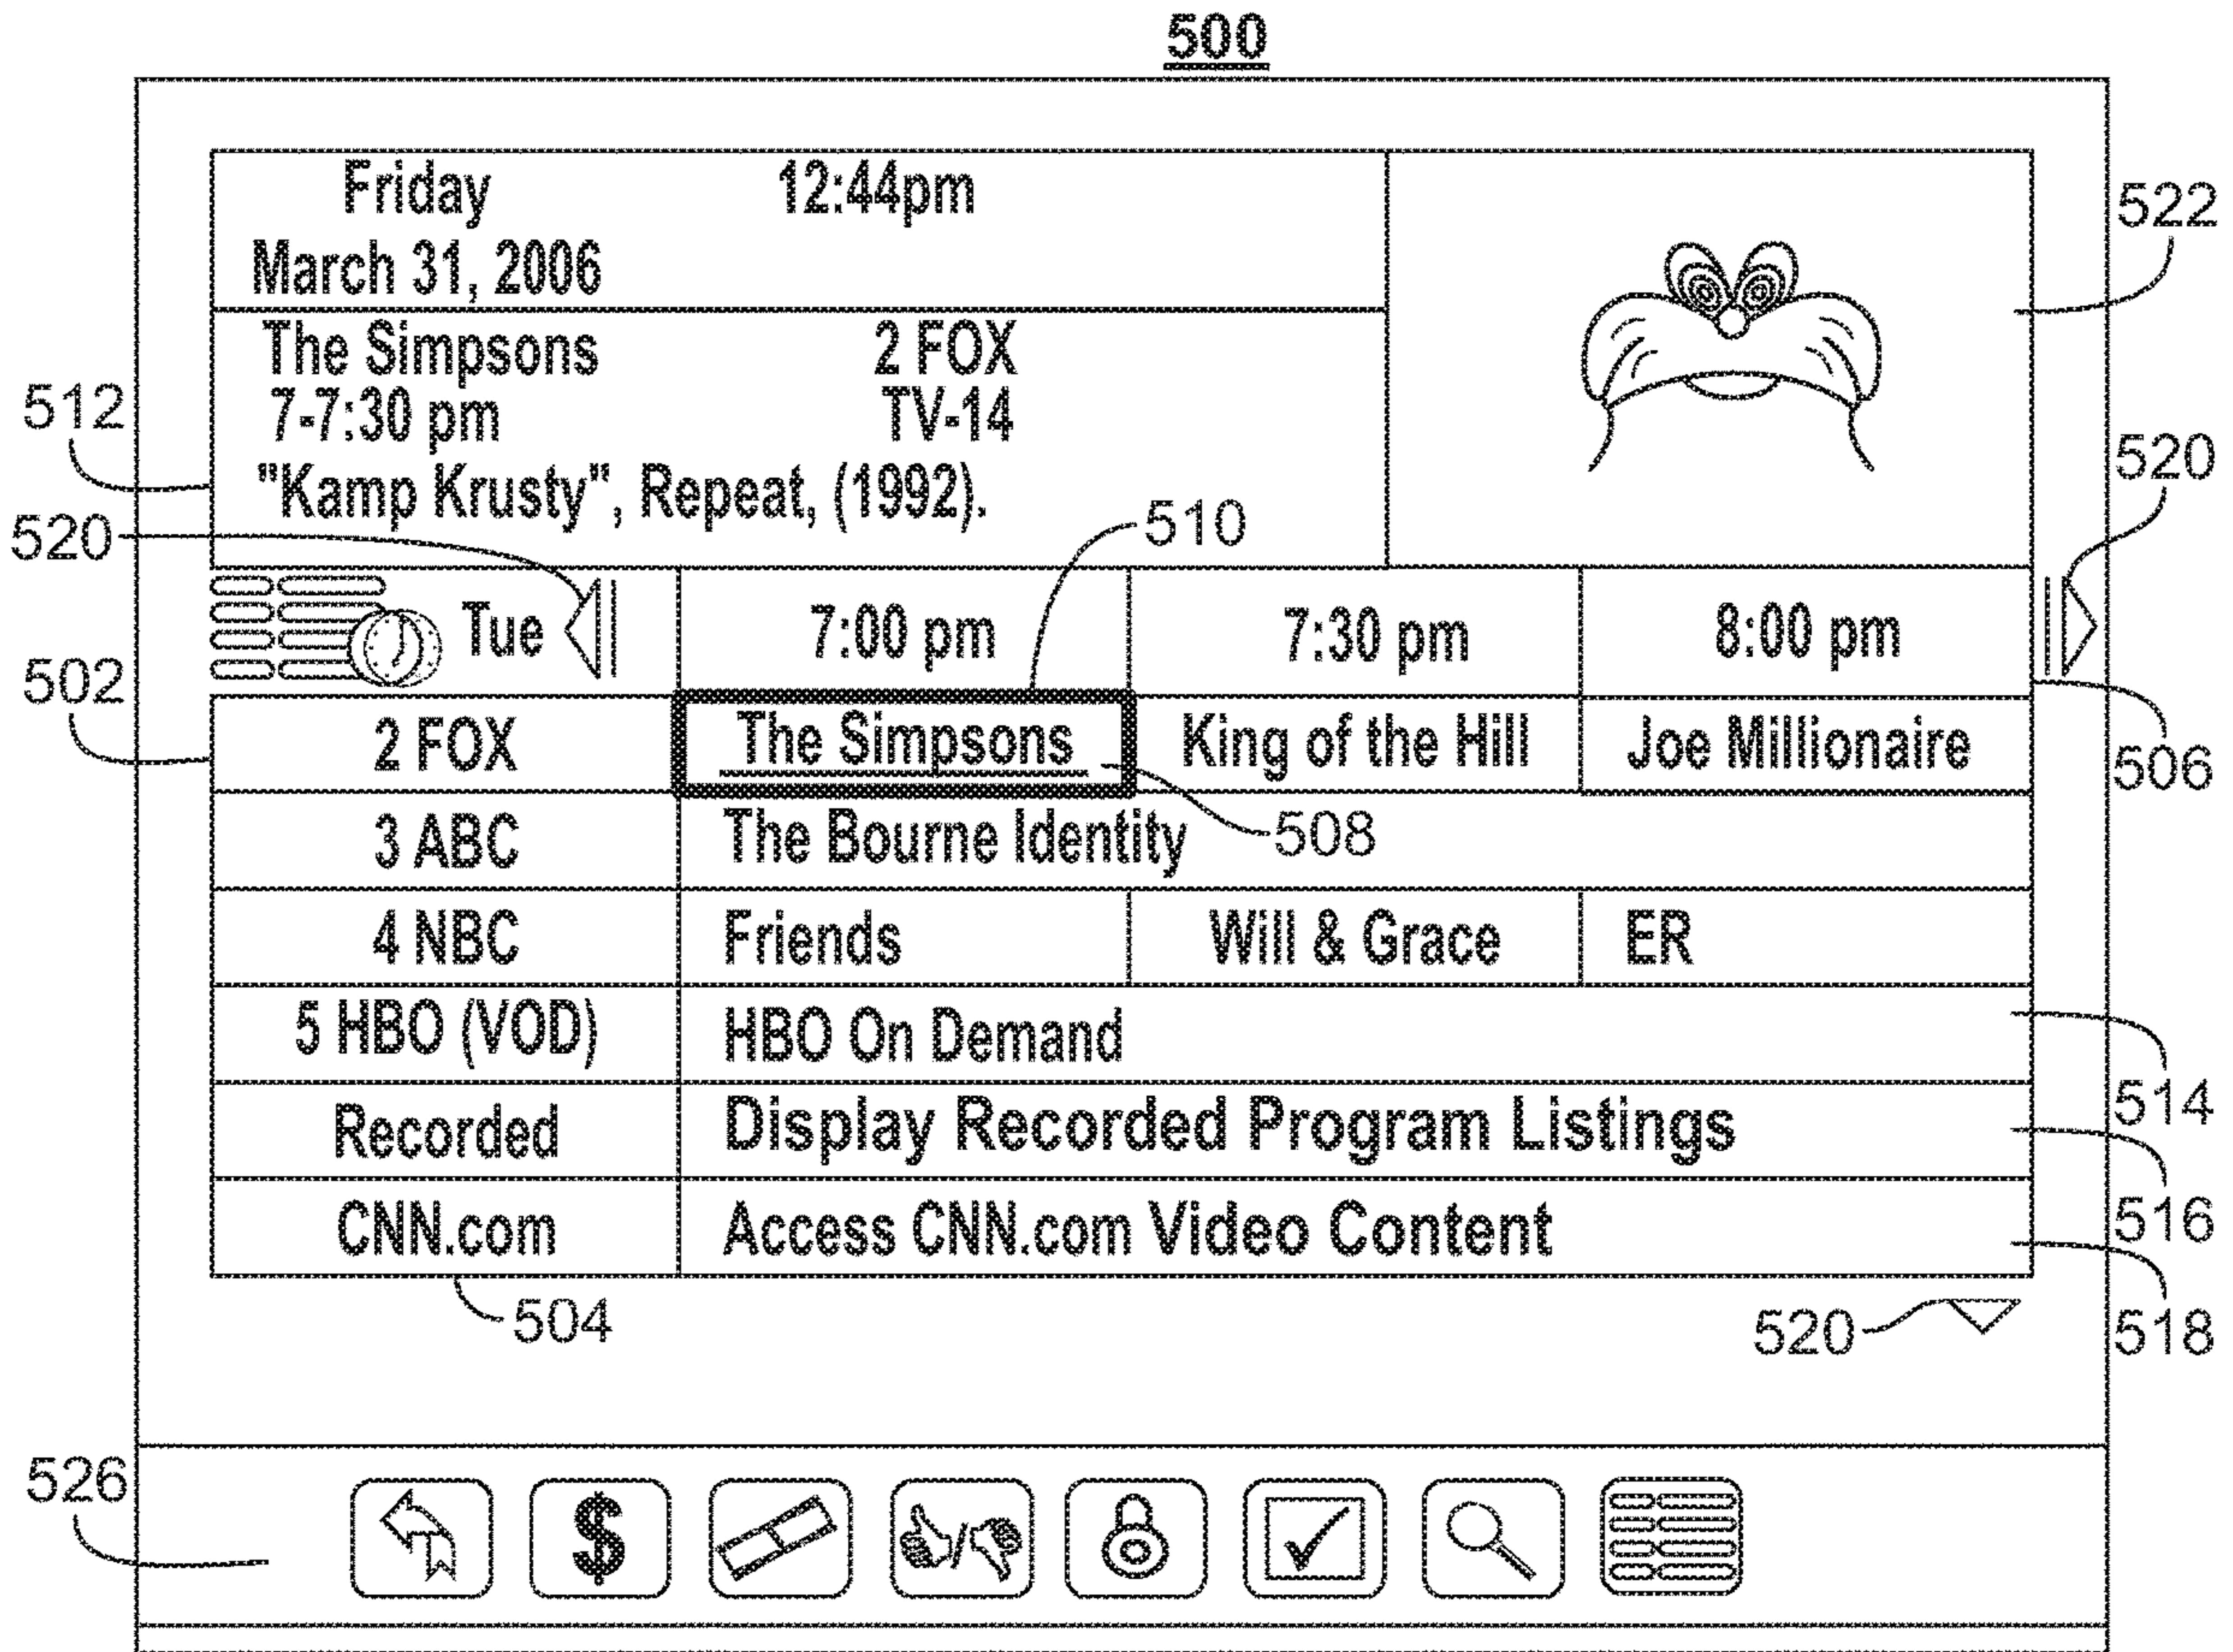 500
Friday 12:44pm
March 31, 2006
522
The Simpsons 2 FOX
512
7-7:30 pm TV-14
520
"Kamp Krusty", Repeat, (1992).
510
520
Tue 7:00 pm 7:30 pm 8:00 pm
502
2 FOX The Simpsons King of the Hill Joe Millionaire
506
3 ABC The Bourne Identity
508
4 NBC Friends Will & Grace ER
5 HBO (VOD) HBO On Demand
514
Recorded Display Recorded Program Listings
516
CNN.com Access CNN.com Video Content
504
520
518
526
$
/